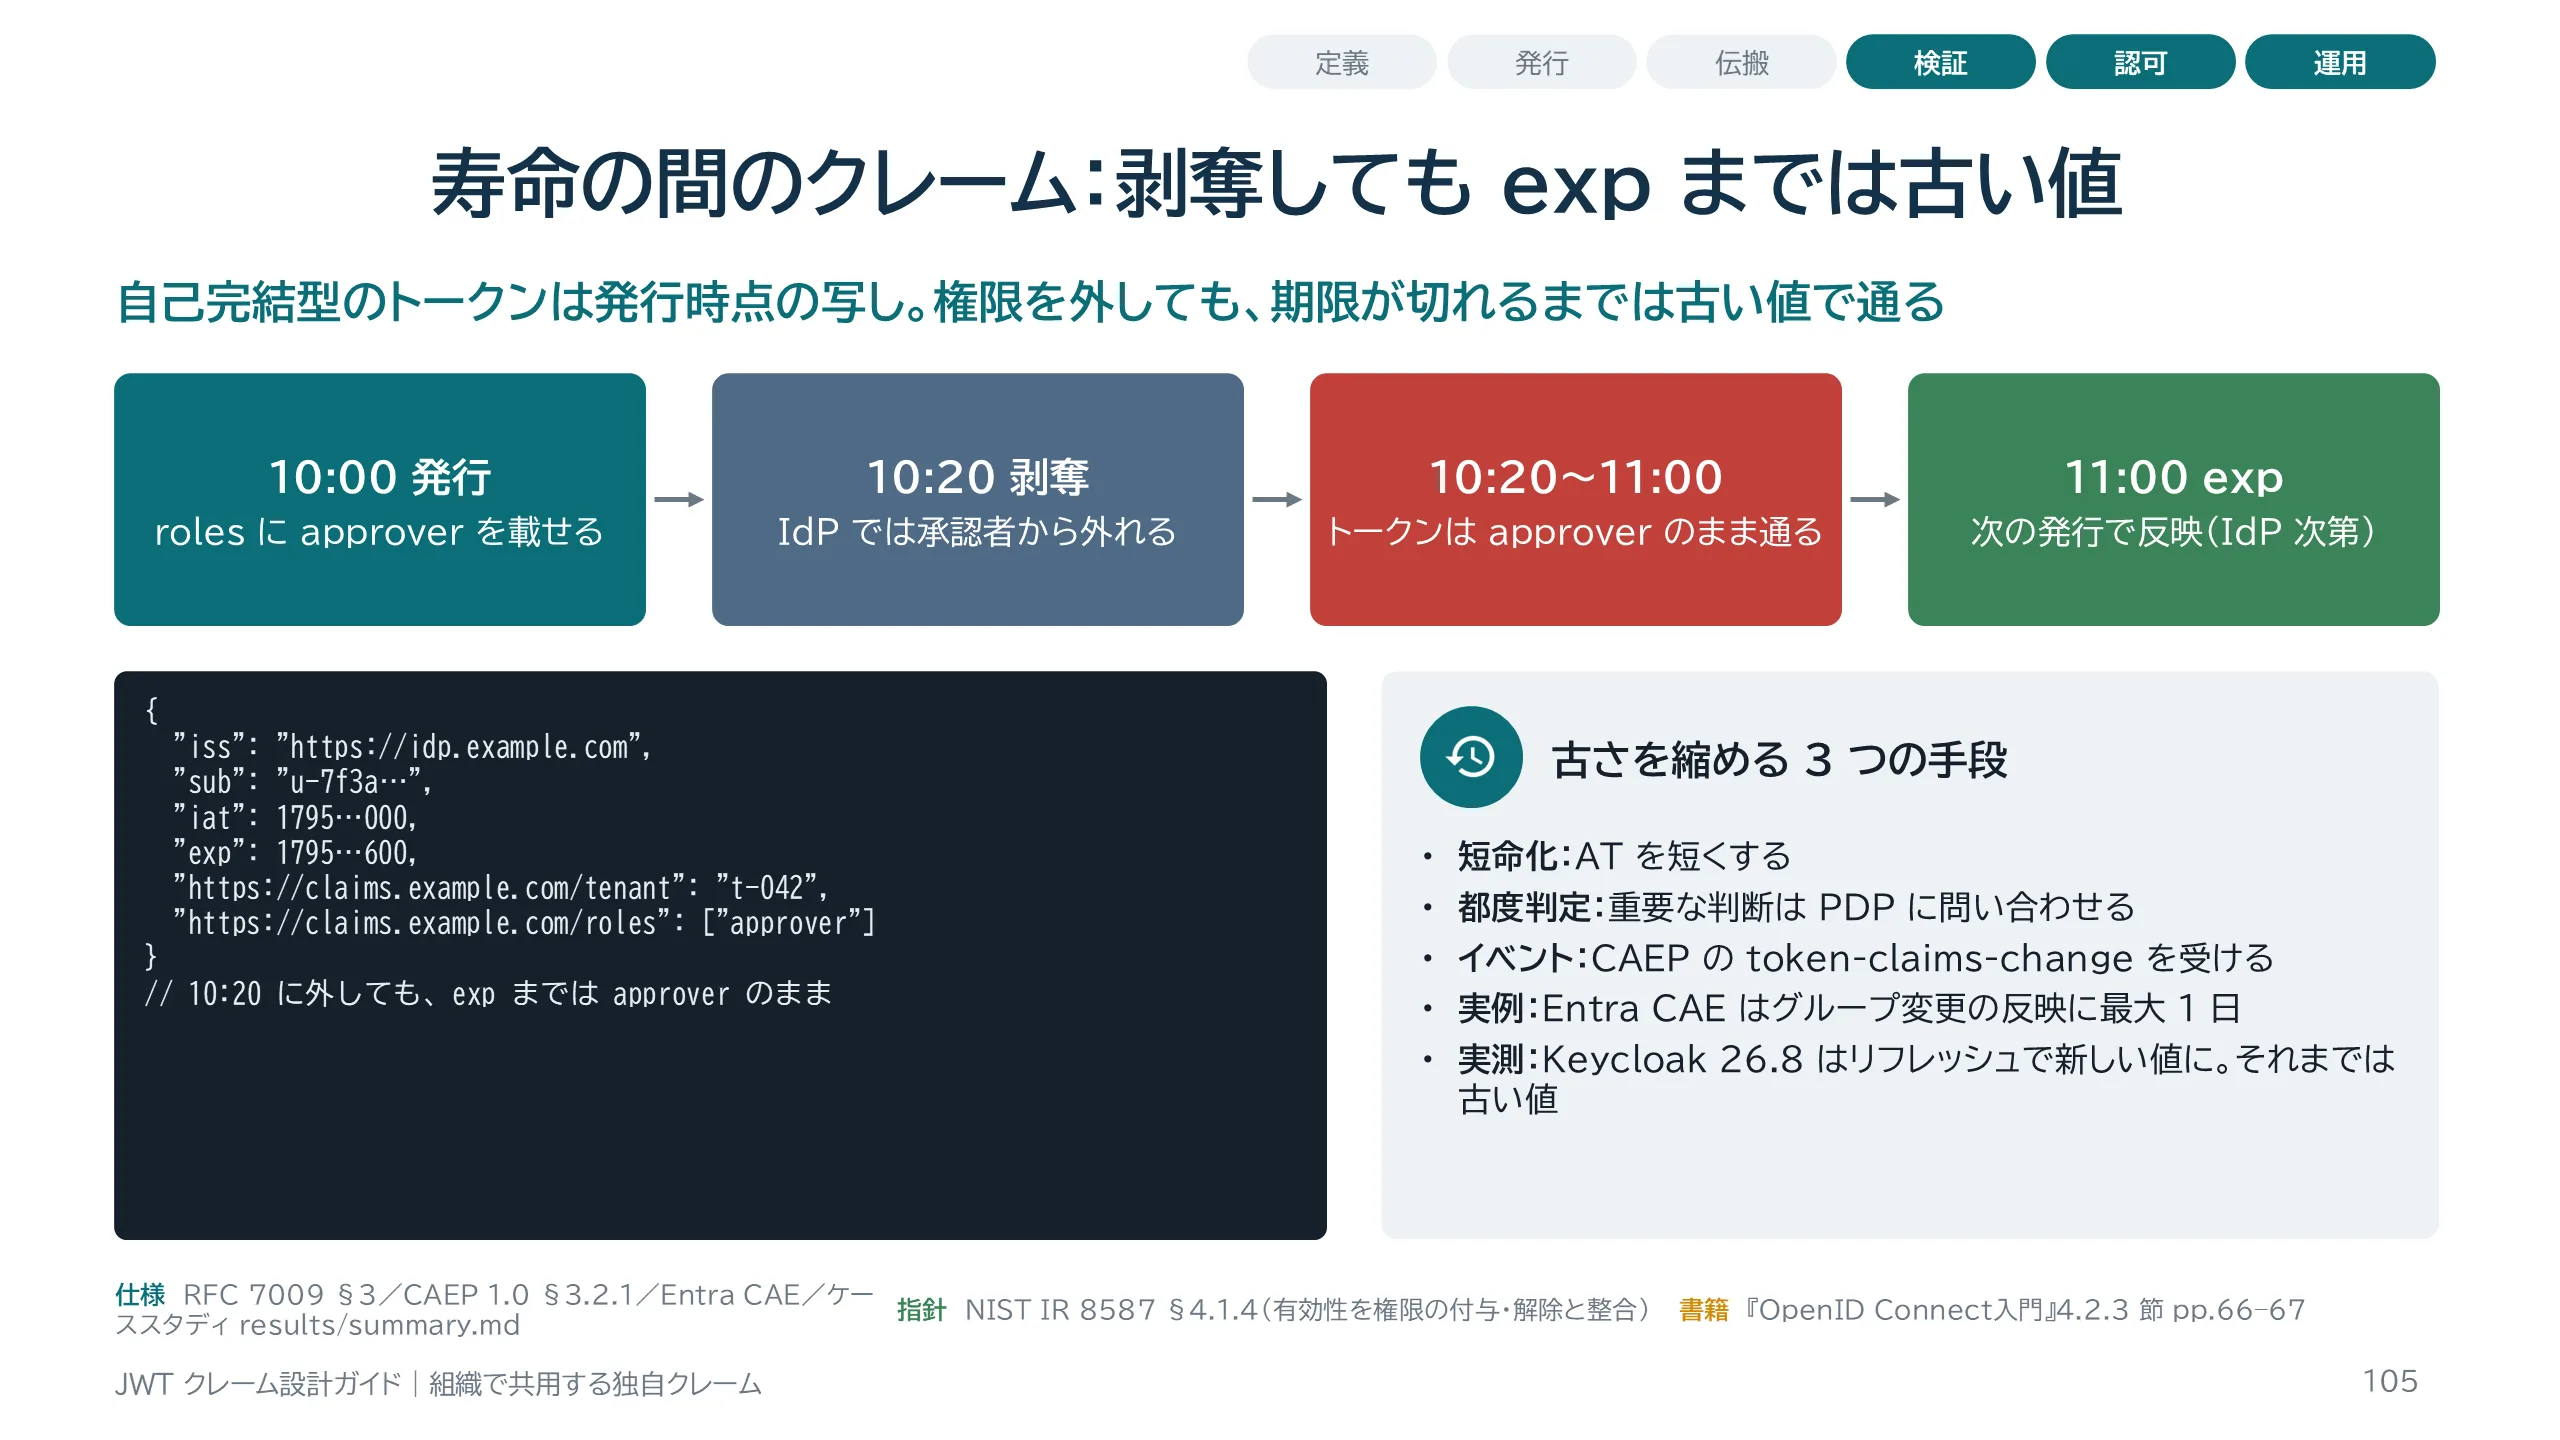 定義 発行 伝搬 検証 認可 運用
寿命の間のクレーム：剥奪しても exp までは古い値
自己完結型のトークンは発行時点の写し。権限を外しても、期限が切れるまでは古い値で通る
10:00 発行
roles に approver を載せる
10:20 剥奪
IdP では承認者から外れる
10:20～11:00
トークンは approver のまま通る
11:00 exp
次の発行で反映（IdP 次第）
{
  "iss": "https://idp.example.com",
  "sub": "u-7f3a…",
  "iat": 1795…000,
  "exp": 1795…600,
  "https://claims.example.com/tenant": "t-042",
  "https://claims.example.com/roles": ["approver"]
}
// 10:20 に外しても、exp までは approver のまま
古さを縮める 3 つの手段
• 短命化：AT を短くする
• 都度判定：重要な判断は PDP に問い合わせる
• イベント：CAEP の token-claims-change を受ける
• 実例：Entra CAE はグループ変更の反映に最大 1 日
• 実測：Keycloak 26.8 はリフレッシュで新しい値に。それまでは
古い値
仕様 RFC 7009 §3／CAEP 1.0 §3.2.1／Entra CAE／ケー
ススタディ results/summary.md
指針 NIST IR 8587 §4.1.4（有効性を権限の付与・解除と整合）
書籍 『OpenID Connect入門』4.2.3 節 pp.66–67
JWT クレーム設計ガイド｜組織で共用する独自クレーム
105